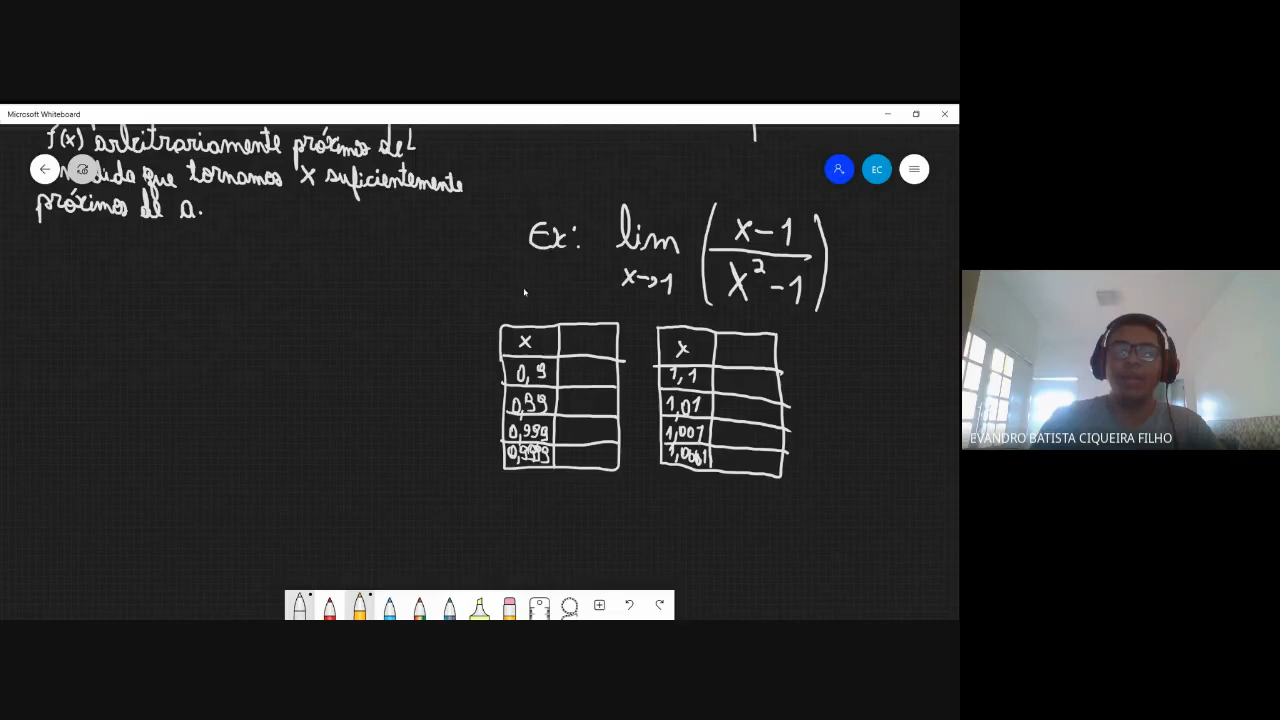 Microsoft Whiteboard
f(x) arbitrariamente próximos de L
medida que tornamos x suficientemente
próximos de a.
EC
Ex: lim (x-1
x→1 x²-1)
x
0,9
0,99
0,999
0,9999
x
1,1
1,01
1,001
1,0001
EVANDRO BATISTA CIQUEIRA FILHO